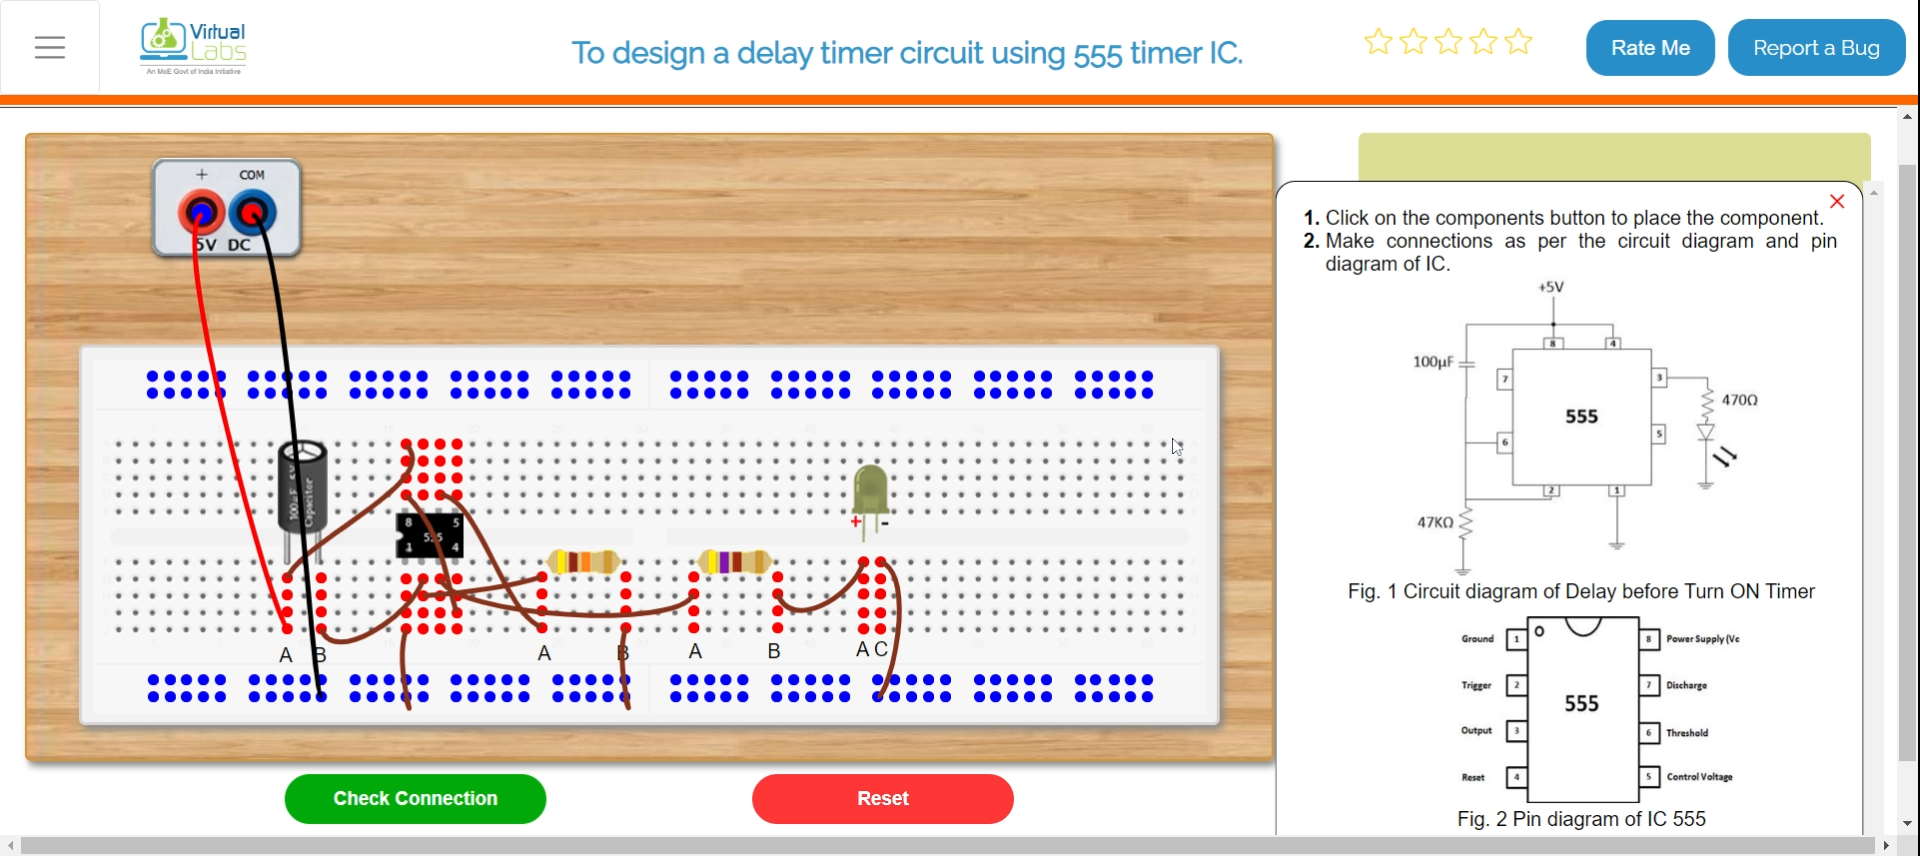 Virtual
Labs
An MoE Govt of India Initiative
To design a delay timer circuit using 555 timer IC.
Rate Me
Report a Bug
+ COM
5V DC
100µF 5V
Capacitor
8 5
555
1 4
+ -
A B A B A B A C
Check Connection
Reset
1. Click on the components button to place the component.
2. Make connections as per the circuit diagram and pin
diagram of IC.
+5V
8 4
100µF
7 3
470Ω
555
6 5
2 1
47KΩ
Fig. 1 Circuit diagram of Delay before Turn ON Timer
Ground 1 8 Power Supply (Vc
Trigger 2 7 Discharge
555
Output 3 6 Threshold
Reset 4 5 Control Voltage
Fig. 2 Pin diagram of IC 555